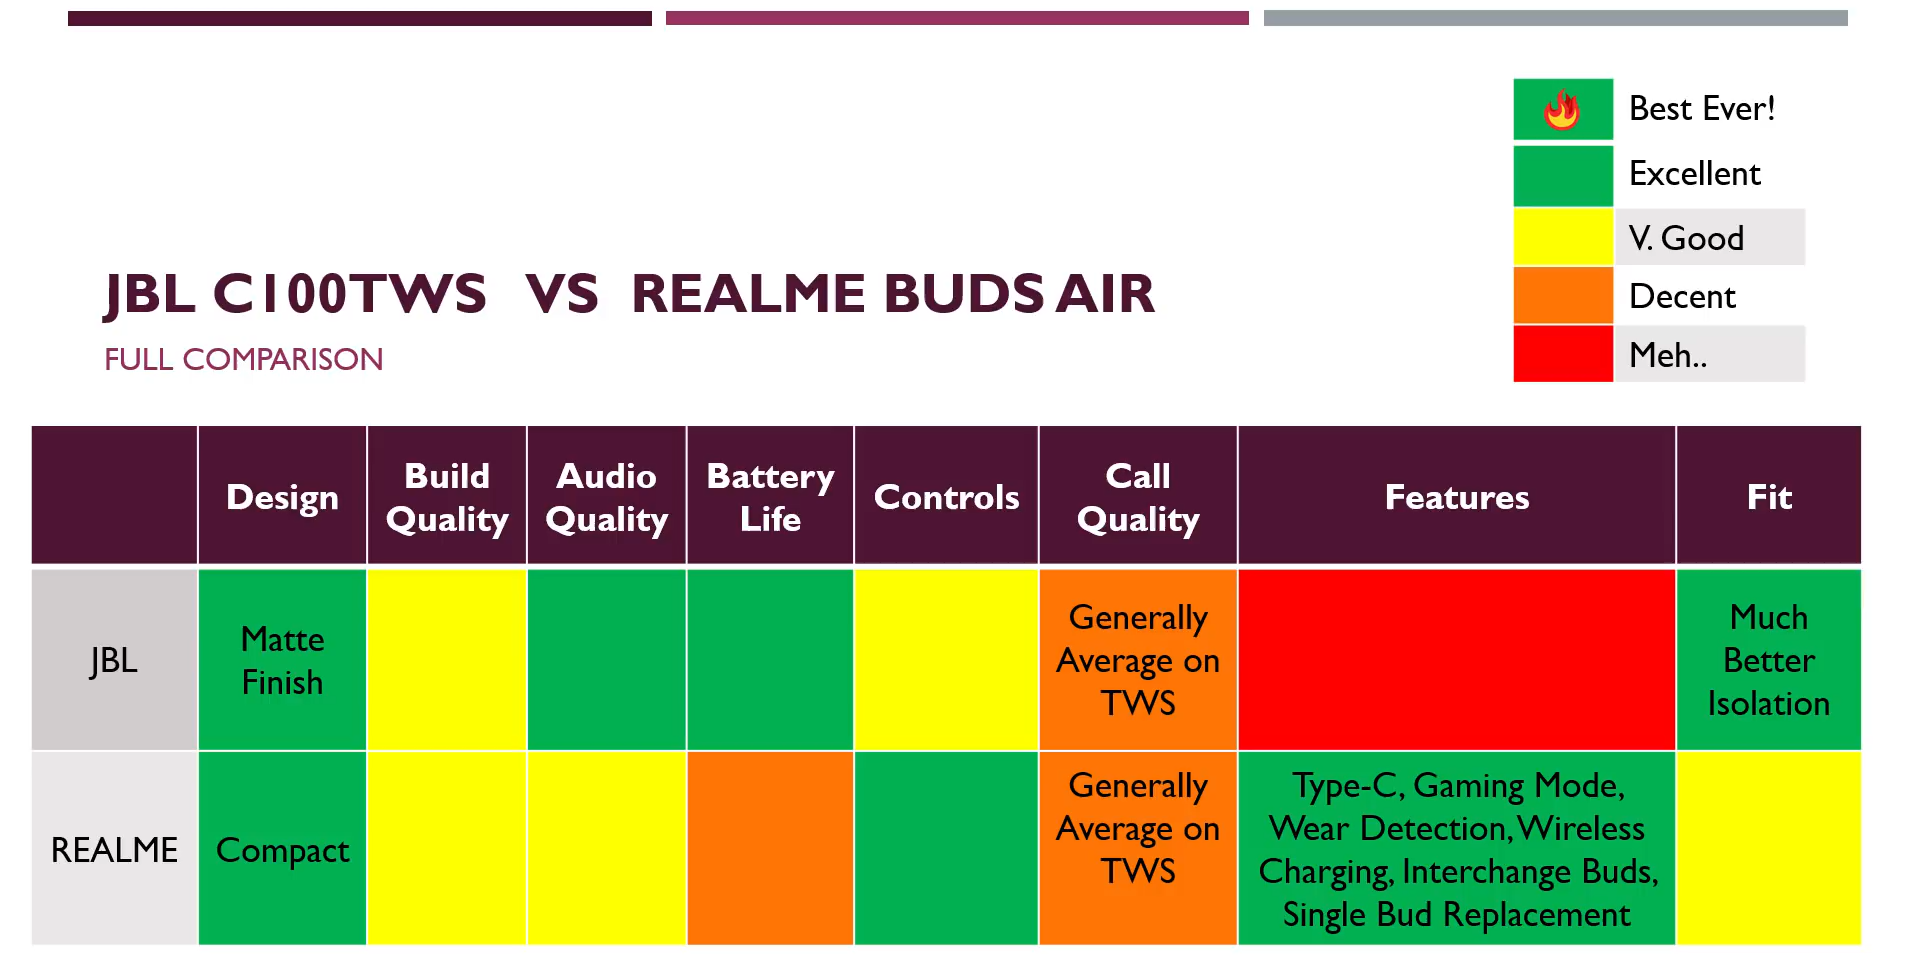 Best Ever!
Excellent
V. Good
Decent
Meh..
JBL C100TWS VS REALME BUDS AIR
FULL COMPARISON
Design
Build
Quality
Audio
Quality
Battery
Life
Controls
Call
Quality
Features
Fit
JBL
Matte
Finish
Generally
Average on
TWS
Much
Better
Isolation
REALME
Compact
Generally
Average on
TWS
Type-C, Gaming Mode,
Wear Detection, Wireless
Charging, Interchange Buds,
Single Bud Replacement